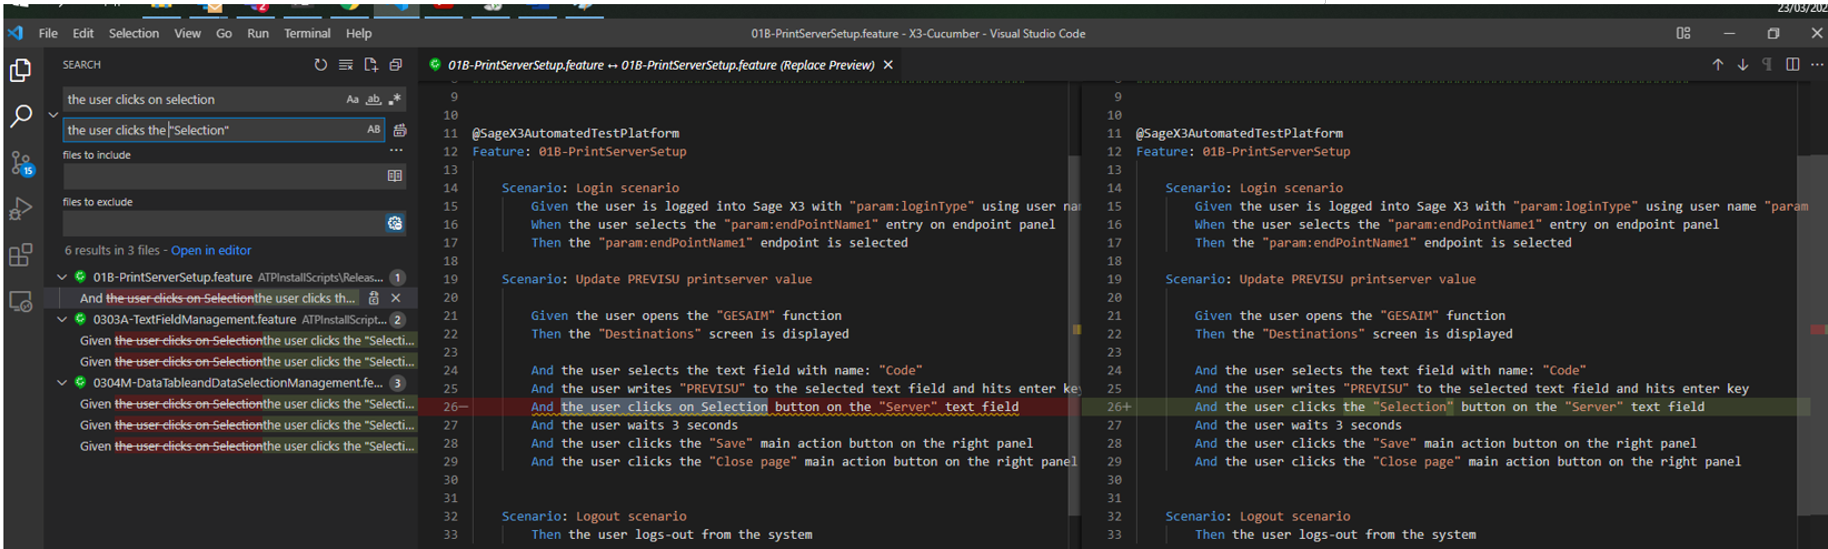 23/03/202
File Edit Selection View Go Run Terminal Help
01B-PrintServerSetup.feature - X3-Cucumber - Visual Studio Code
SEARCH
the user clicks on selection
Aa ab .*
the user clicks the "Selection"
AB
files to include
files to exclude
6 results in 3 files - Open in editor
01B-PrintServerSetup.feature ATPInstallScripts\Releas... 1
And the user clicks on Selectionthe user clicks th...
0303A-TextFieldManagement.feature ATPInstallScript... 2
Given the user clicks on Selectionthe user clicks the "Selecti...
Given the user clicks on Selectionthe user clicks the "Selecti...
0304M-DataTableandDataSelectionManagement.fe... 3
Given the user clicks on Selectionthe user clicks the "Selecti...
Given the user clicks on Selectionthe user clicks the "Selecti...
Given the user clicks on Selectionthe user clicks the "Selecti...
15
01B-PrintServerSetup.feature ↔ 01B-PrintServerSetup.feature (Replace Preview)
9
10
11 @SageX3AutomatedTestPlatform
12 Feature: 01B-PrintServerSetup
13
14 Scenario: Login scenario
15 Given the user is logged into Sage X3 with "param:loginType" using user na
16 When the user selects the "param:endPointName1" entry on endpoint panel
17 Then the "param:endPointName1" endpoint is selected
18
19 Scenario: Update PREVISU printserver value
20
21 Given the user opens the "GESAIM" function
22 Then the "Destinations" screen is displayed
23
24 And the user selects the text field with name: "Code"
25 And the user writes "PREVISU" to the selected text field and hits enter key
26— And the user clicks on Selection button on the "Server" text field
27 And the user waits 3 seconds
28 And the user clicks the "Save" main action button on the right panel
29 And the user clicks the "Close page" main action button on the right panel
30
31
32 Scenario: Logout scenario
33 Then the user logs-out from the system
9
10
11 @SageX3AutomatedTestPlatform
12 Feature: 01B-PrintServerSetup
13
14 Scenario: Login scenario
15 Given the user is logged into Sage X3 with "param:loginType" using user name "param
16 When the user selects the "param:endPointName1" entry on endpoint panel
17 Then the "param:endPointName1" endpoint is selected
18
19 Scenario: Update PREVISU printserver value
20
21 Given the user opens the "GESAIM" function
22 Then the "Destinations" screen is displayed
23
24 And the user selects the text field with name: "Code"
25 And the user writes "PREVISU" to the selected text field and hits enter key
26+ And the user clicks the "Selection" button on the "Server" text field
27 And the user waits 3 seconds
28 And the user clicks the "Save" main action button on the right panel
29 And the user clicks the "Close page" main action button on the right panel
30
31
32 Scenario: Logout scenario
33 Then the user logs-out from the system